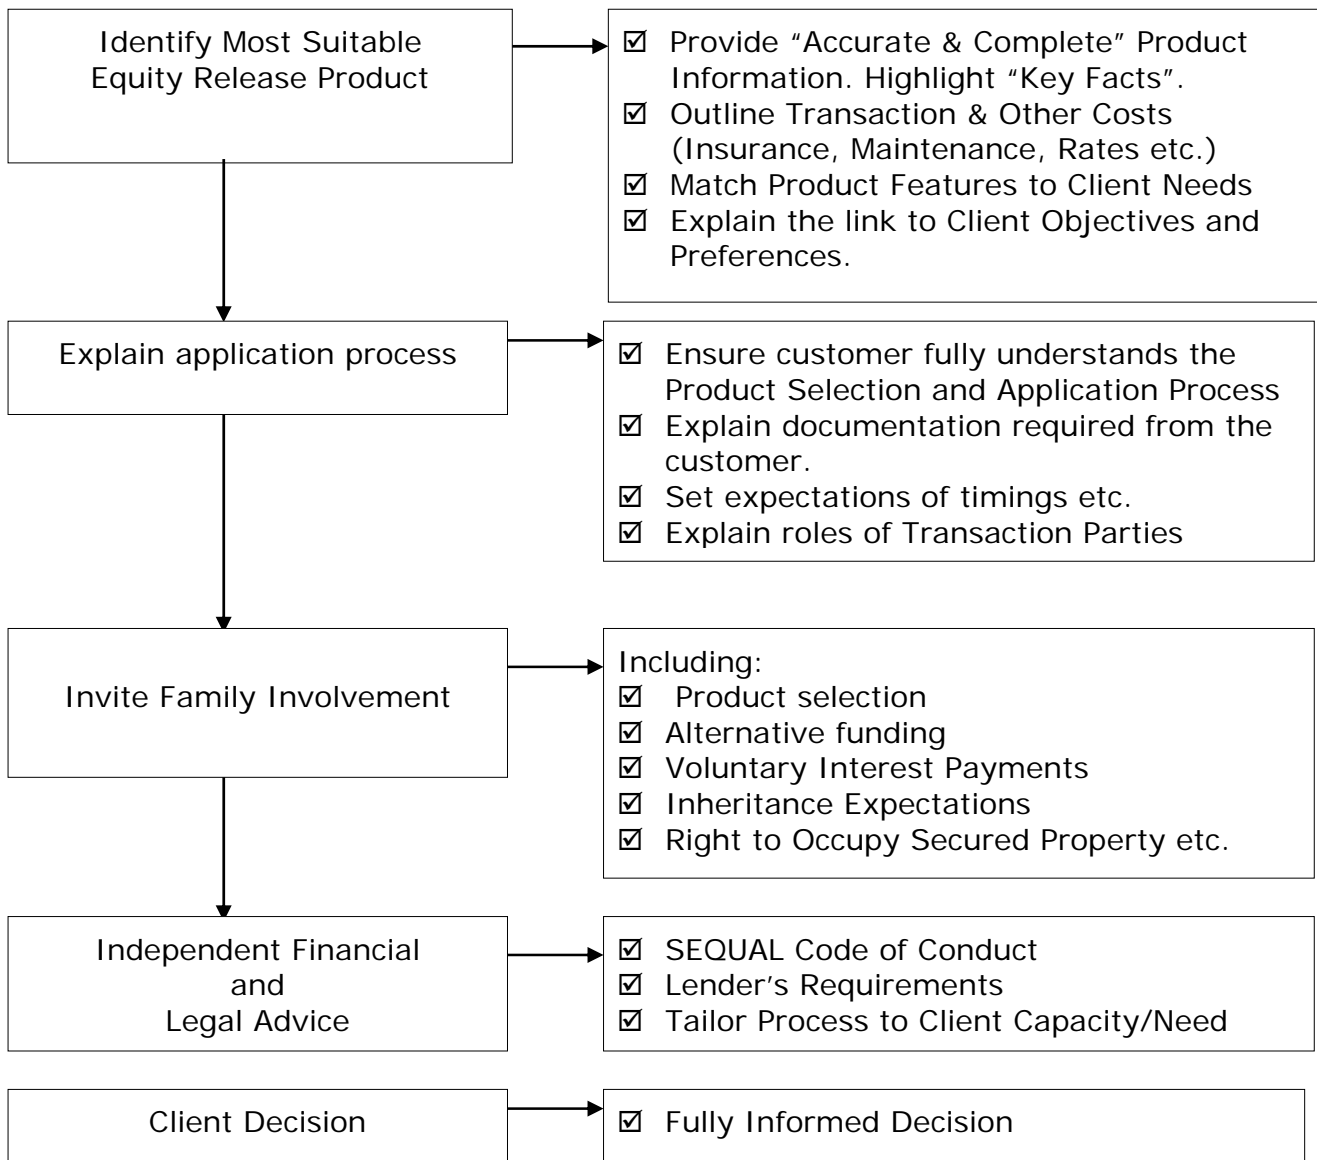 Identify Most Suitable
Equity Release Product
☑ Provide “Accurate & Complete” Product
Information. Highlight “Key Facts”.
☑ Outline Transaction & Other Costs
(Insurance, Maintenance, Rates etc.)
☑ Match Product Features to Client Needs
☑ Explain the link to Client Objectives and
Preferences.
Explain application process
☑ Ensure customer fully understands the
Product Selection and Application Process
☑ Explain documentation required from the
customer.
☑ Set expectations of timings etc.
☑ Explain roles of Transaction Parties
Invite Family Involvement
Including:
☑ Product selection
☑ Alternative funding
☑ Voluntary Interest Payments
☑ Inheritance Expectations
☑ Right to Occupy Secured Property etc.
Independent Financial
and
Legal Advice
☑ SEQUAL Code of Conduct
☑ Lender’s Requirements
☑ Tailor Process to Client Capacity/Need
Client Decision
☑ Fully Informed Decision